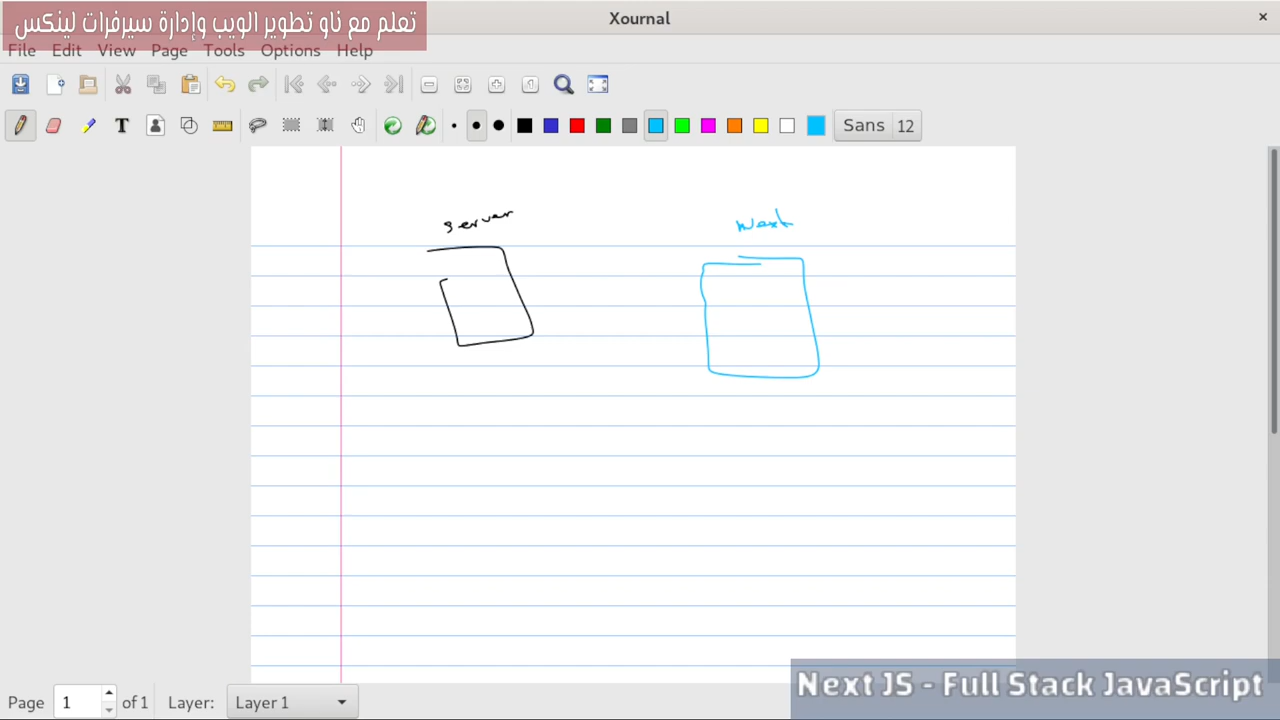 تعلم مع ناو تطوير الويب وإدارة سيرفرات لينكس
Xournal
File Edit View Page Tools Options Help
Sans 12
server
Next
Page 1 of 1 Layer: Layer 1
Next JS - Full Stack JavaScript